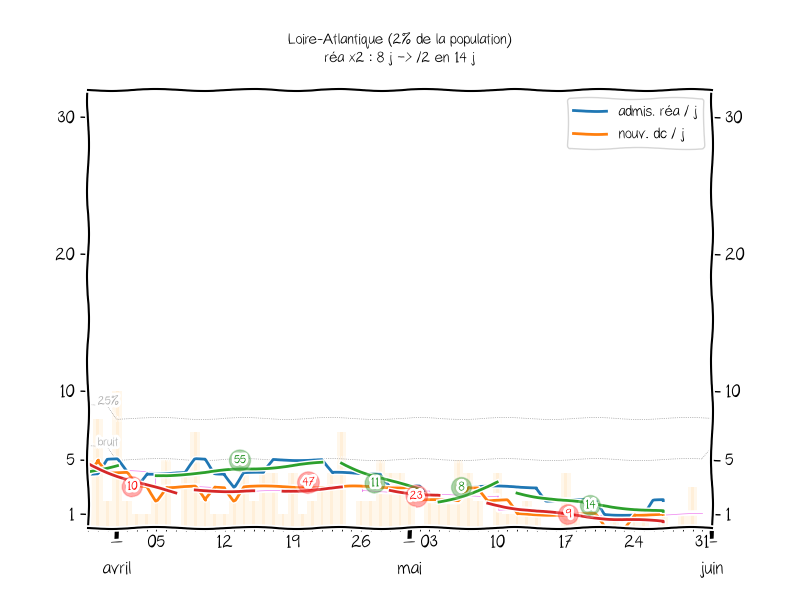 Loire-Atlantique (2% de la population)
réa x2 : 8 j -> /2 en 14 j
admis. réa / j
nouv. dc / j
30 30
20 20
10 10
25%
bruit
5 5
1 1
55
10
47
11
23
8
9
14
05 12 19 26 03 10 17 24 31
avril mai juin